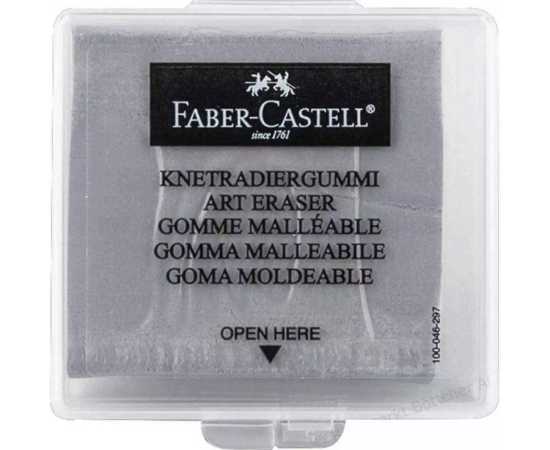 FABER-CASTELL®
since 1761
KNETRADIERGUMMI
ART ERASER
GOMME MALLÉABLE
GOMMA MALLEABILE
GOMA MOLDEABLE
OPEN HERE
100-046-297